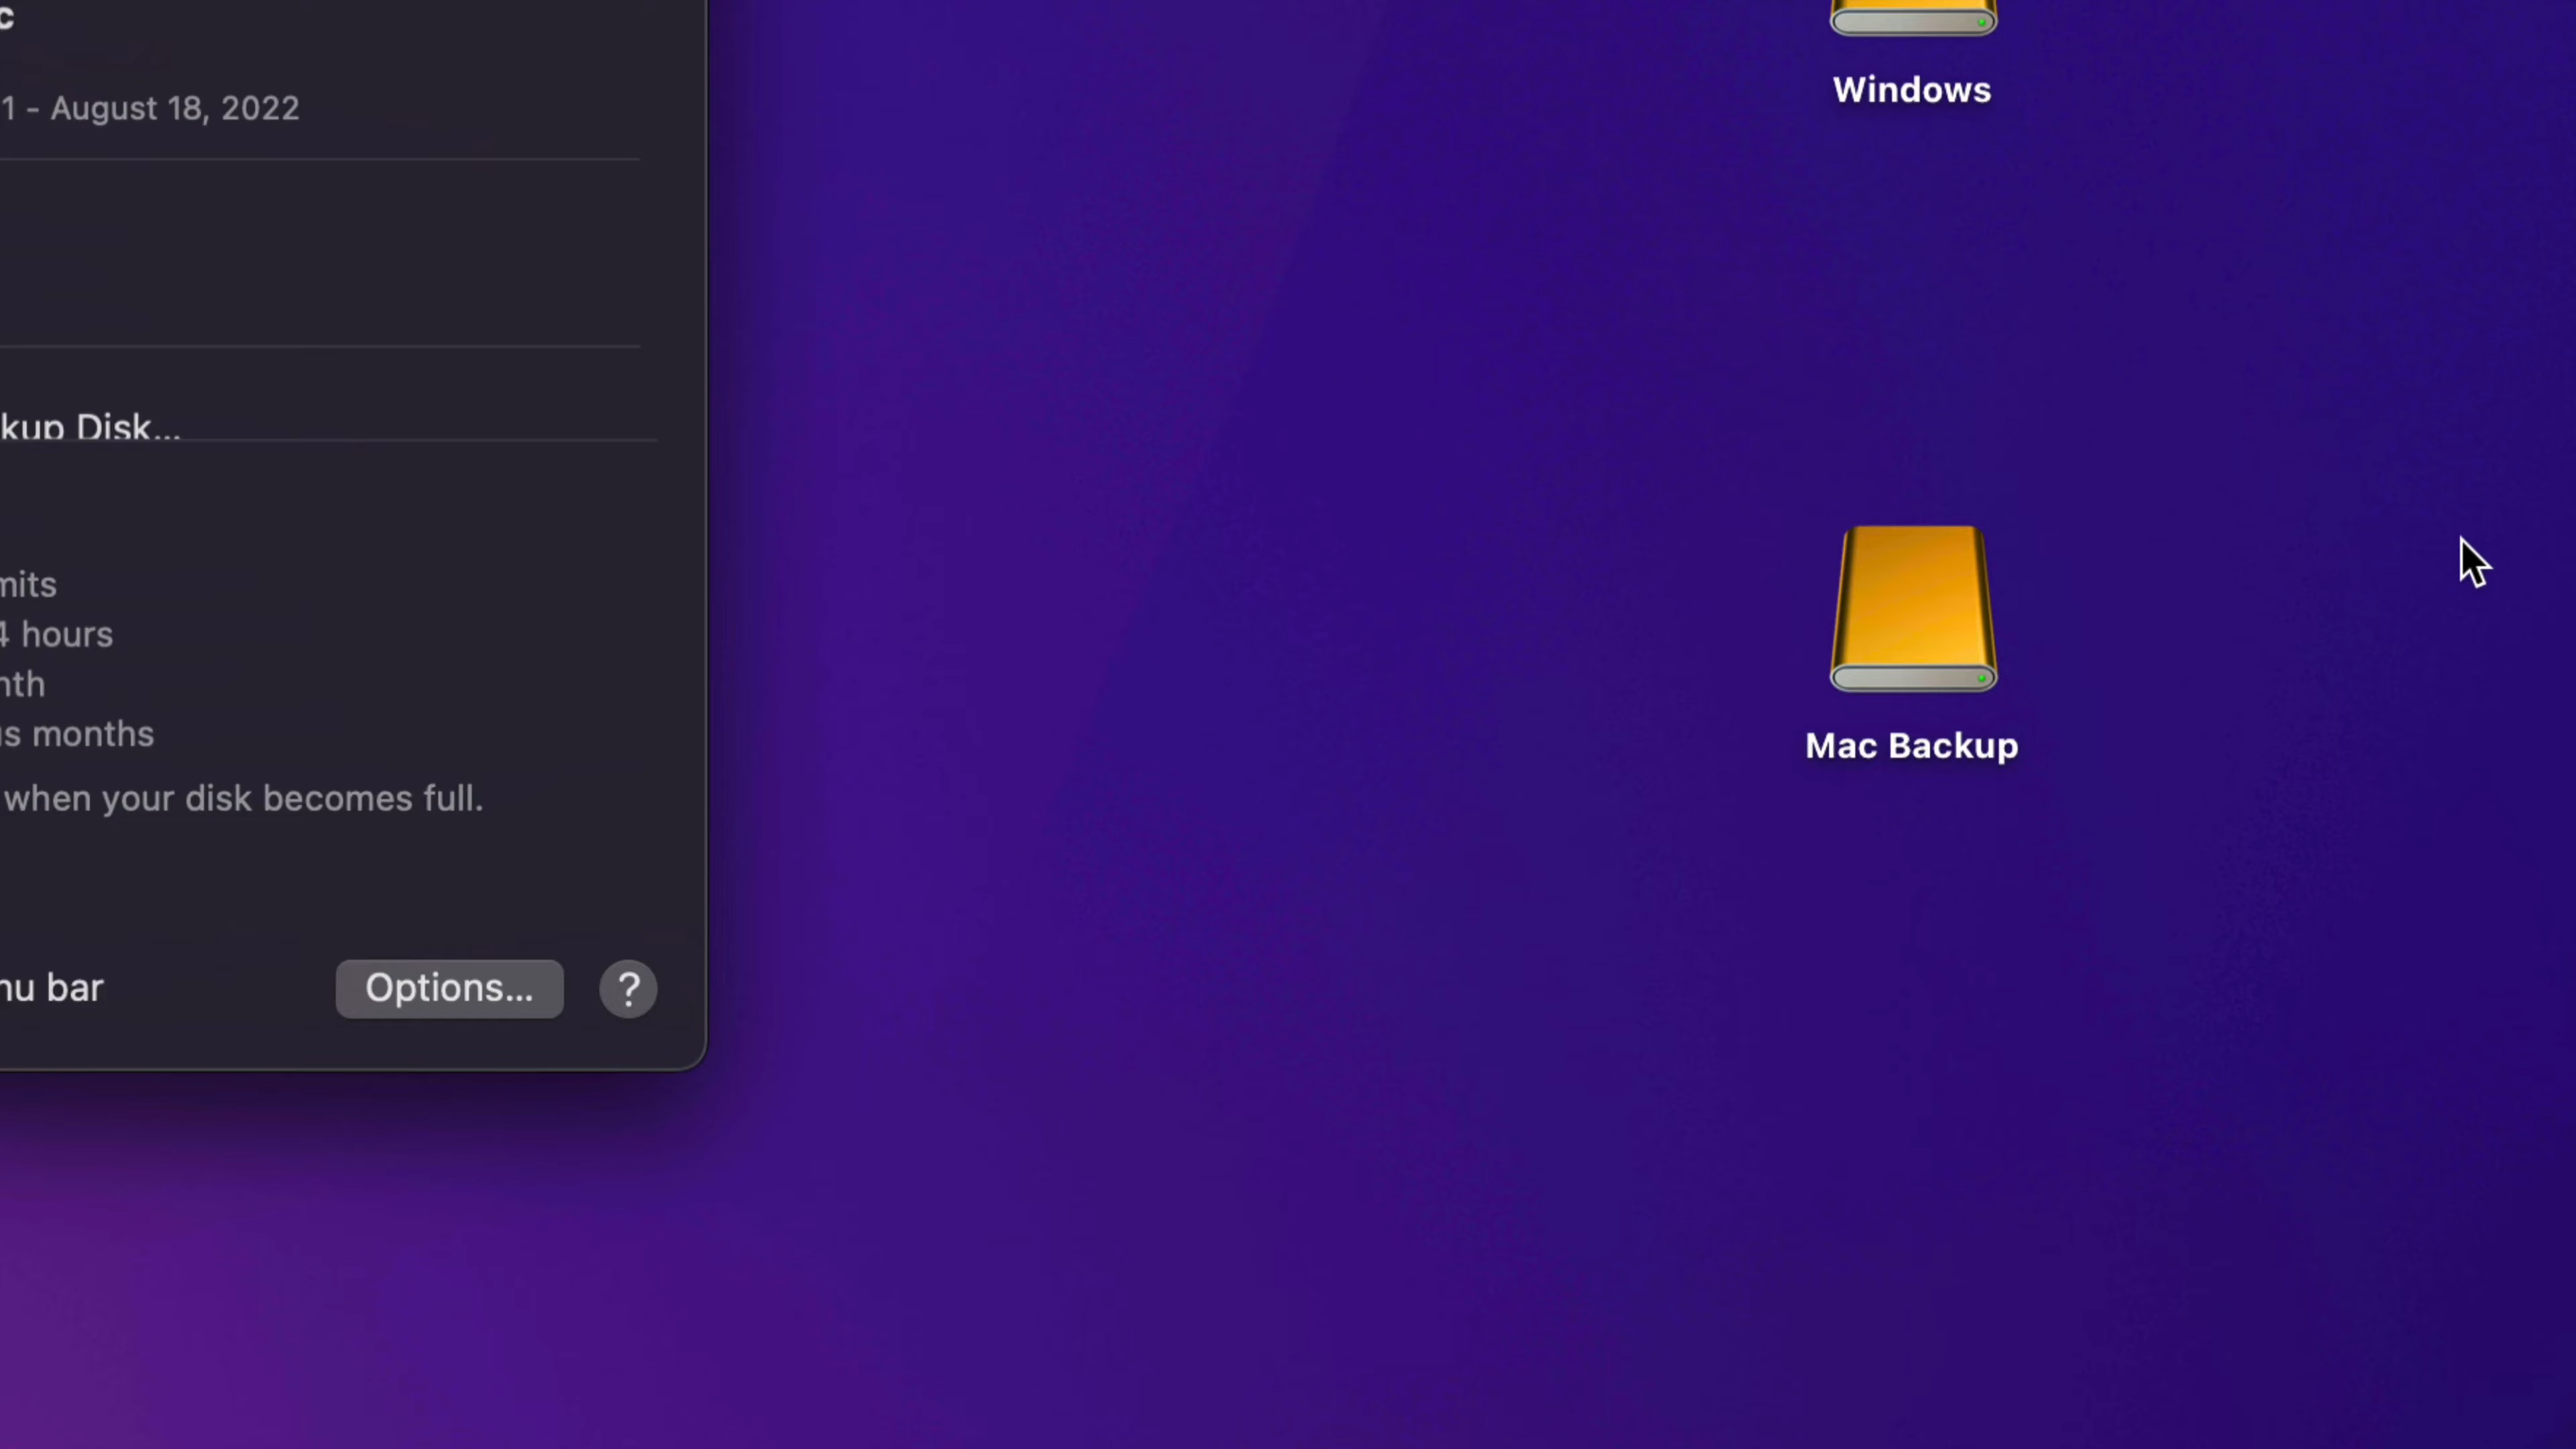 1 - August 18, 2022
kup Disk...
mits
4 hours
nth
us months
when your disk becomes full.
nu bar
Options...
?
Windows
Mac Backup